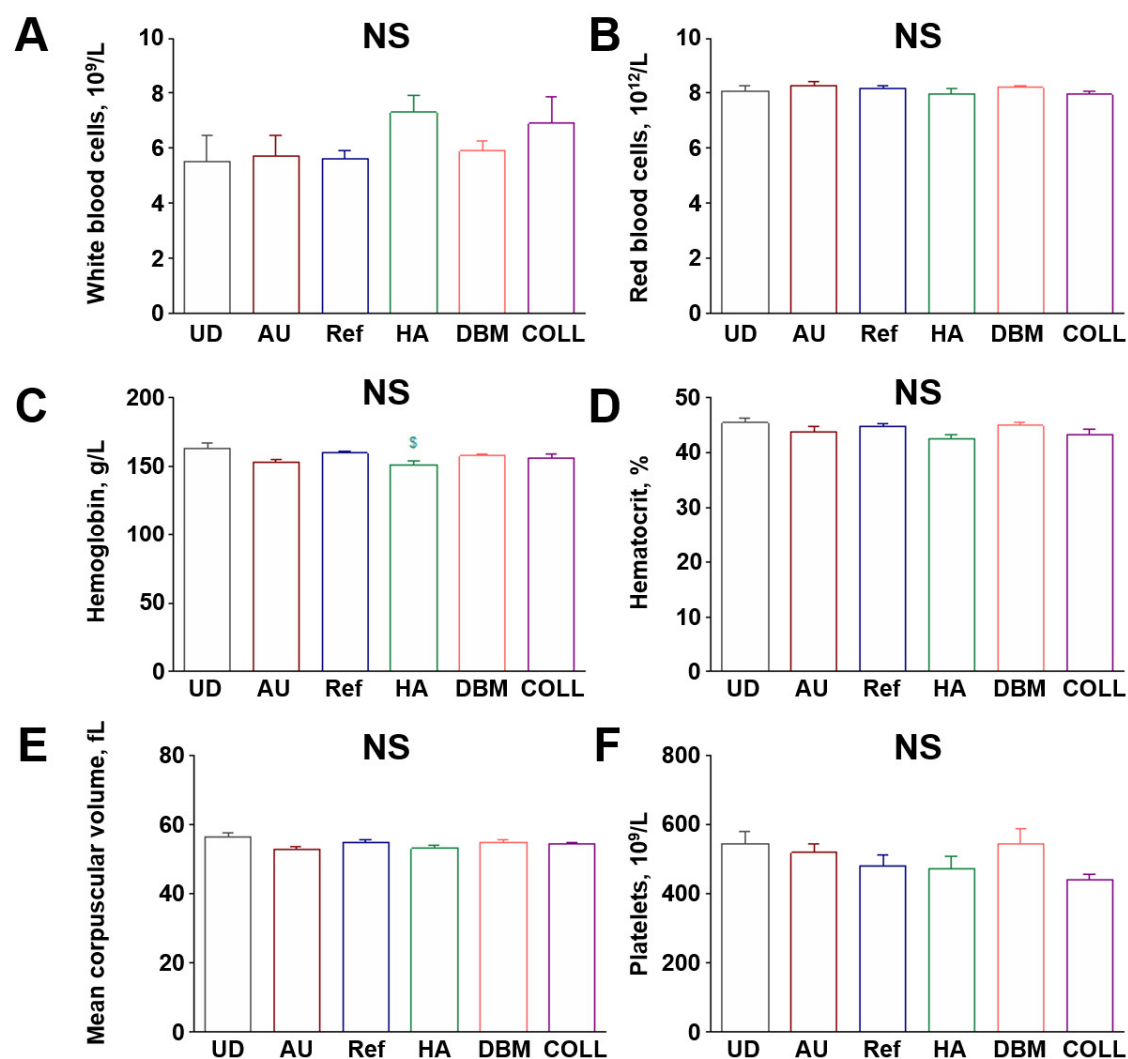 A
NS
White blood cells, 10⁹/L
10
8
6
4
2
0
UD AU Ref HA DBM COLL
B
NS
Red blood cells, 10¹²/L
10
8
6
4
2
0
UD AU Ref HA DBM COLL
C
NS
Hemoglobin, g/L
200
150
100
50
0
$
UD AU Ref HA DBM COLL
D
NS
Hematocrit, %
50
40
30
20
10
0
UD AU Ref HA DBM COLL
E
NS
Mean corpuscular volume, fL
80
60
40
20
0
UD AU Ref HA DBM COLL
F
NS
Platelets, 10⁹/L
800
600
400
200
0
UD AU Ref HA DBM COLL